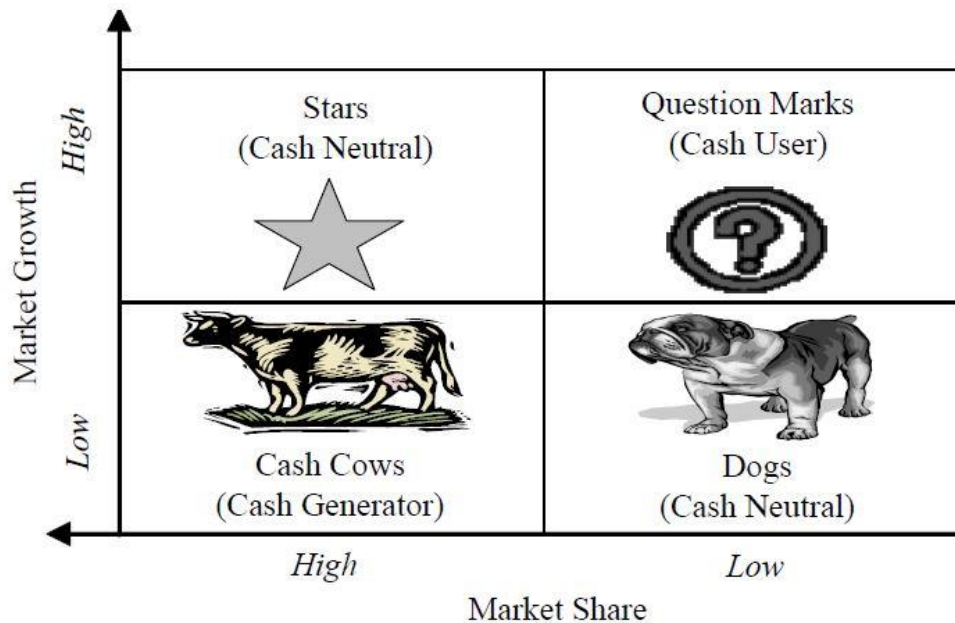 Stars
(Cash Neutral)
Question Marks
(Cash User)
?
High
Market Growth
Low
Cash Cows
(Cash Generator)
Dogs
(Cash Neutral)
High
Low
Market Share